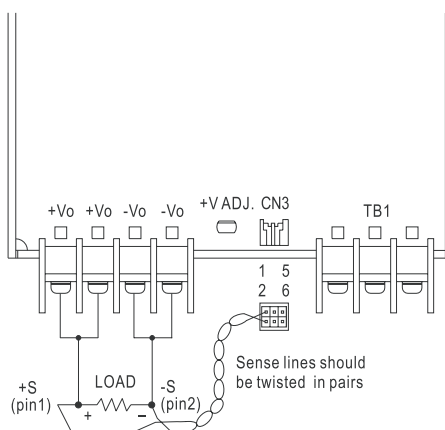 +Vo +Vo -Vo -Vo +V ADJ. CN3 TB1
1 5
2 6
Sense lines should
be twisted in pairs
+S
(pin1)
LOAD
-S
(pin2)
+ −